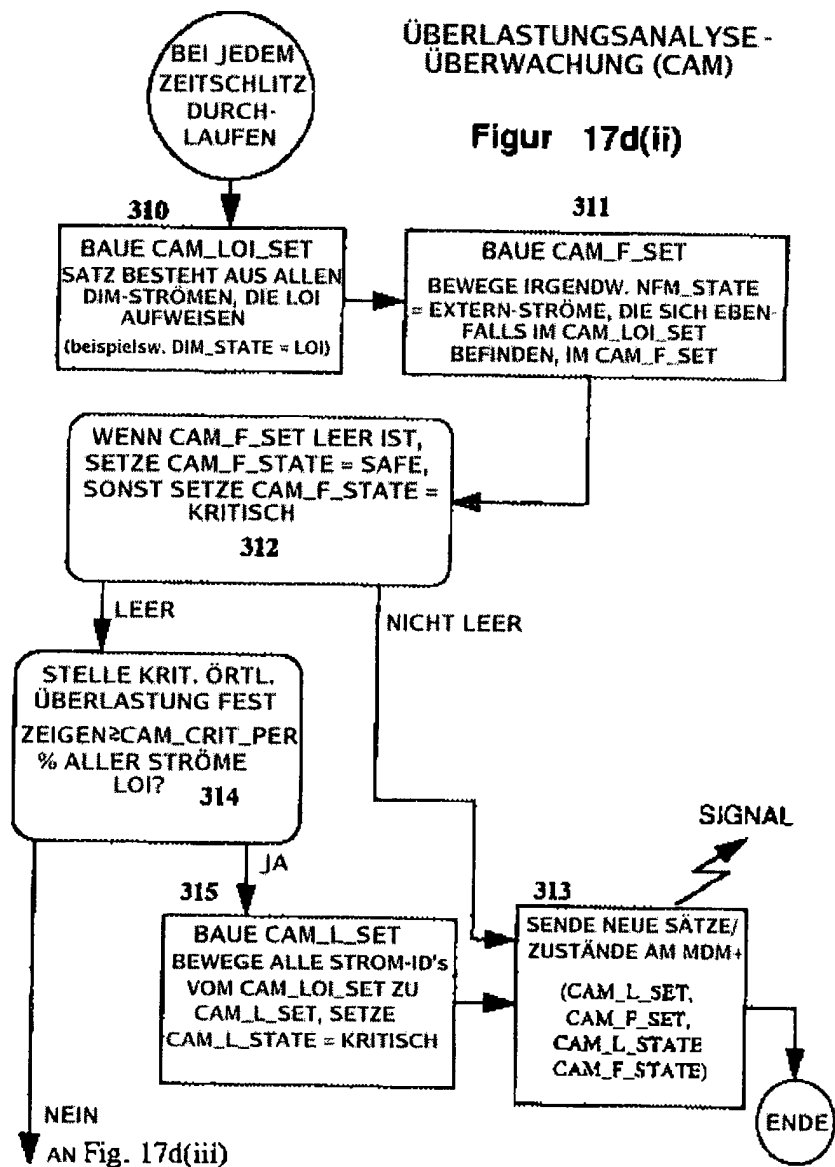 ÜBERLASTUNGSANALYSE-
ÜBERWACHUNG (CAM)
Figur 17d(ii)
BEI JEDEM
ZEITSCHLITZ
DURCH-
LAUFEN
310
BAUE CAM_LOI_SET
SATZ BESTEHT AUS ALLEN
DIM-STRÖMEN, DIE LOI
AUFWEISEN
(beispielsw. DIM_STATE = LOI)
311
BAUE CAM_F_SET
BEWEGE IRGENDW. NFM_STATE
= EXTERN-STRÖME, DIE SICH EBEN-
FALLS IM CAM_LOI_SET
BEFINDEN, IM CAM_F_SET
WENN CAM_F_SET LEER IST,
SETZE CAM_F_STATE = SAFE,
SONST SETZE CAM_F_STATE =
KRITISCH
312
LEER
NICHT LEER
STELLE KRIT. ÖRTL.
ÜBERLASTUNG FEST
ZEIGEN≥CAM_CRIT_PER
% ALLER STRÖME
LOI?
314
JA
315
BAUE CAM_L_SET
BEWEGE ALLE STROM-ID's
VOM CAM_LOI_SET ZU
CAM_L_SET, SETZE
CAM_L_STATE = KRITISCH
SIGNAL
313
SENDE NEUE SÄTZE/
ZUSTÄNDE AM MDM+
(CAM_L_SET,
CAM_F_SET,
CAM_L_STATE
CAM_F_STATE)
ENDE
NEIN
AN Fig. 17d(iii)